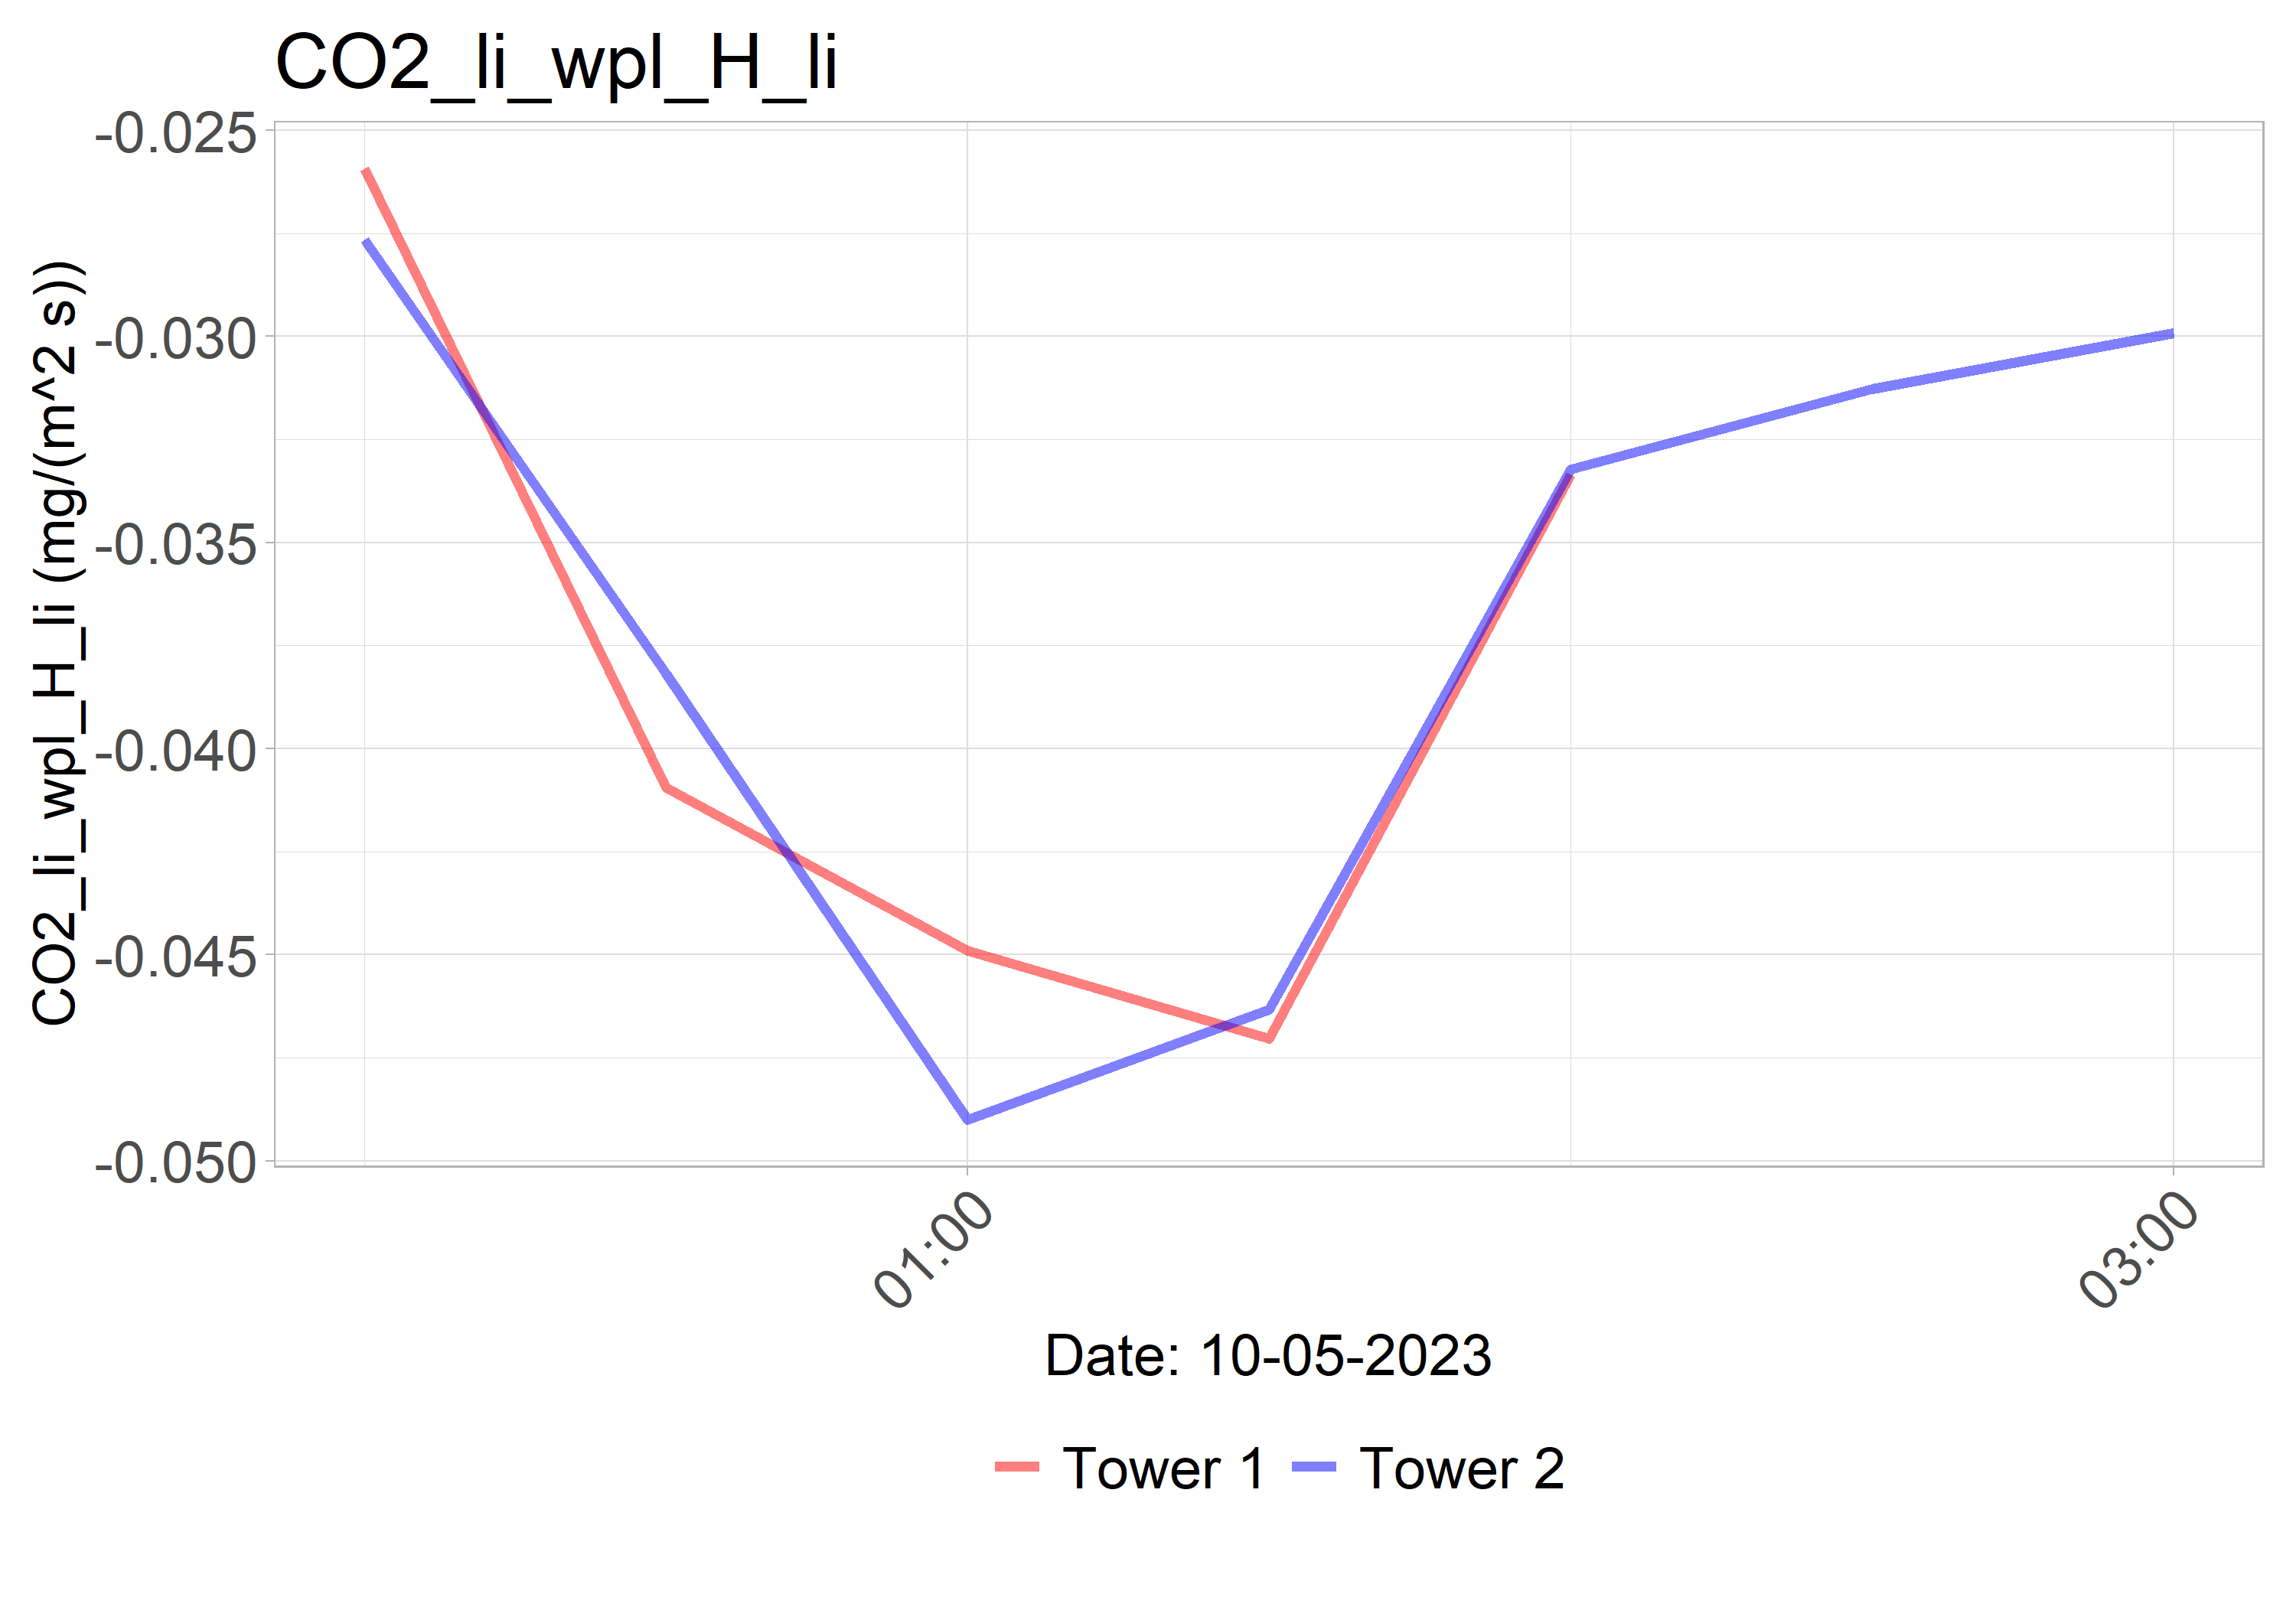 CO2_li_wpl_H_li
CO2_li_wpl_H_li (mg/(m^2 s))
-0.025
-0.030
-0.035
-0.040
-0.045
-0.050
01:00
03:00
Date: 10-05-2023
Tower 1
Tower 2